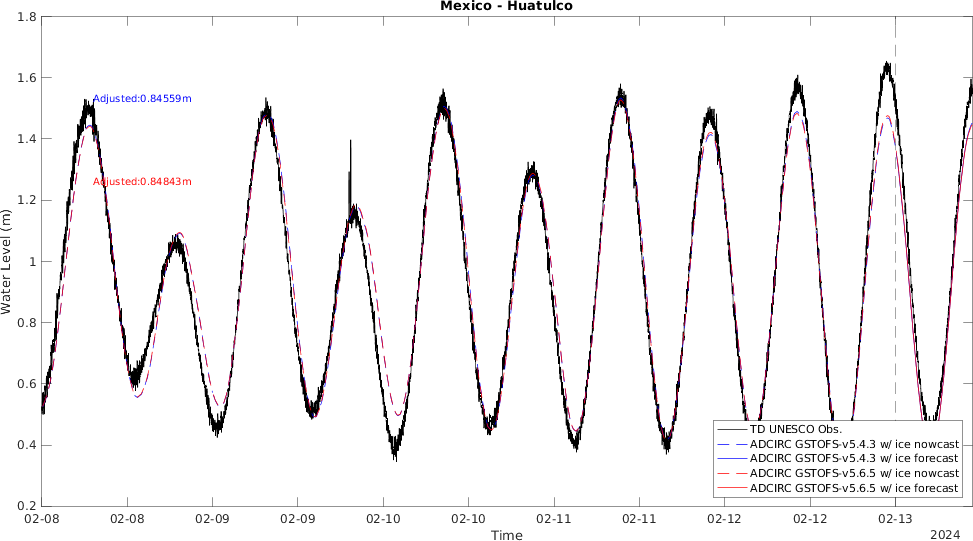 Mexico - Huatulco
1.8
1.6
1.4
1.2
1
0.8
0.6
0.4
0.2
Water Level (m)
Adjusted:0.84559m
Adjusted:0.84843m
TD UNESCO Obs.
ADCIRC GSTOFS-v5.4.3 w/ ice nowcast
ADCIRC GSTOFS-v5.4.3 w/ ice forecast
ADCIRC GSTOFS-v5.6.5 w/ ice nowcast
ADCIRC GSTOFS-v5.6.5 w/ ice forecast
02-08 02-08 02-09 02-09 02-10 02-10 02-11 02-11 02-12 02-12 02-13
Time
2024